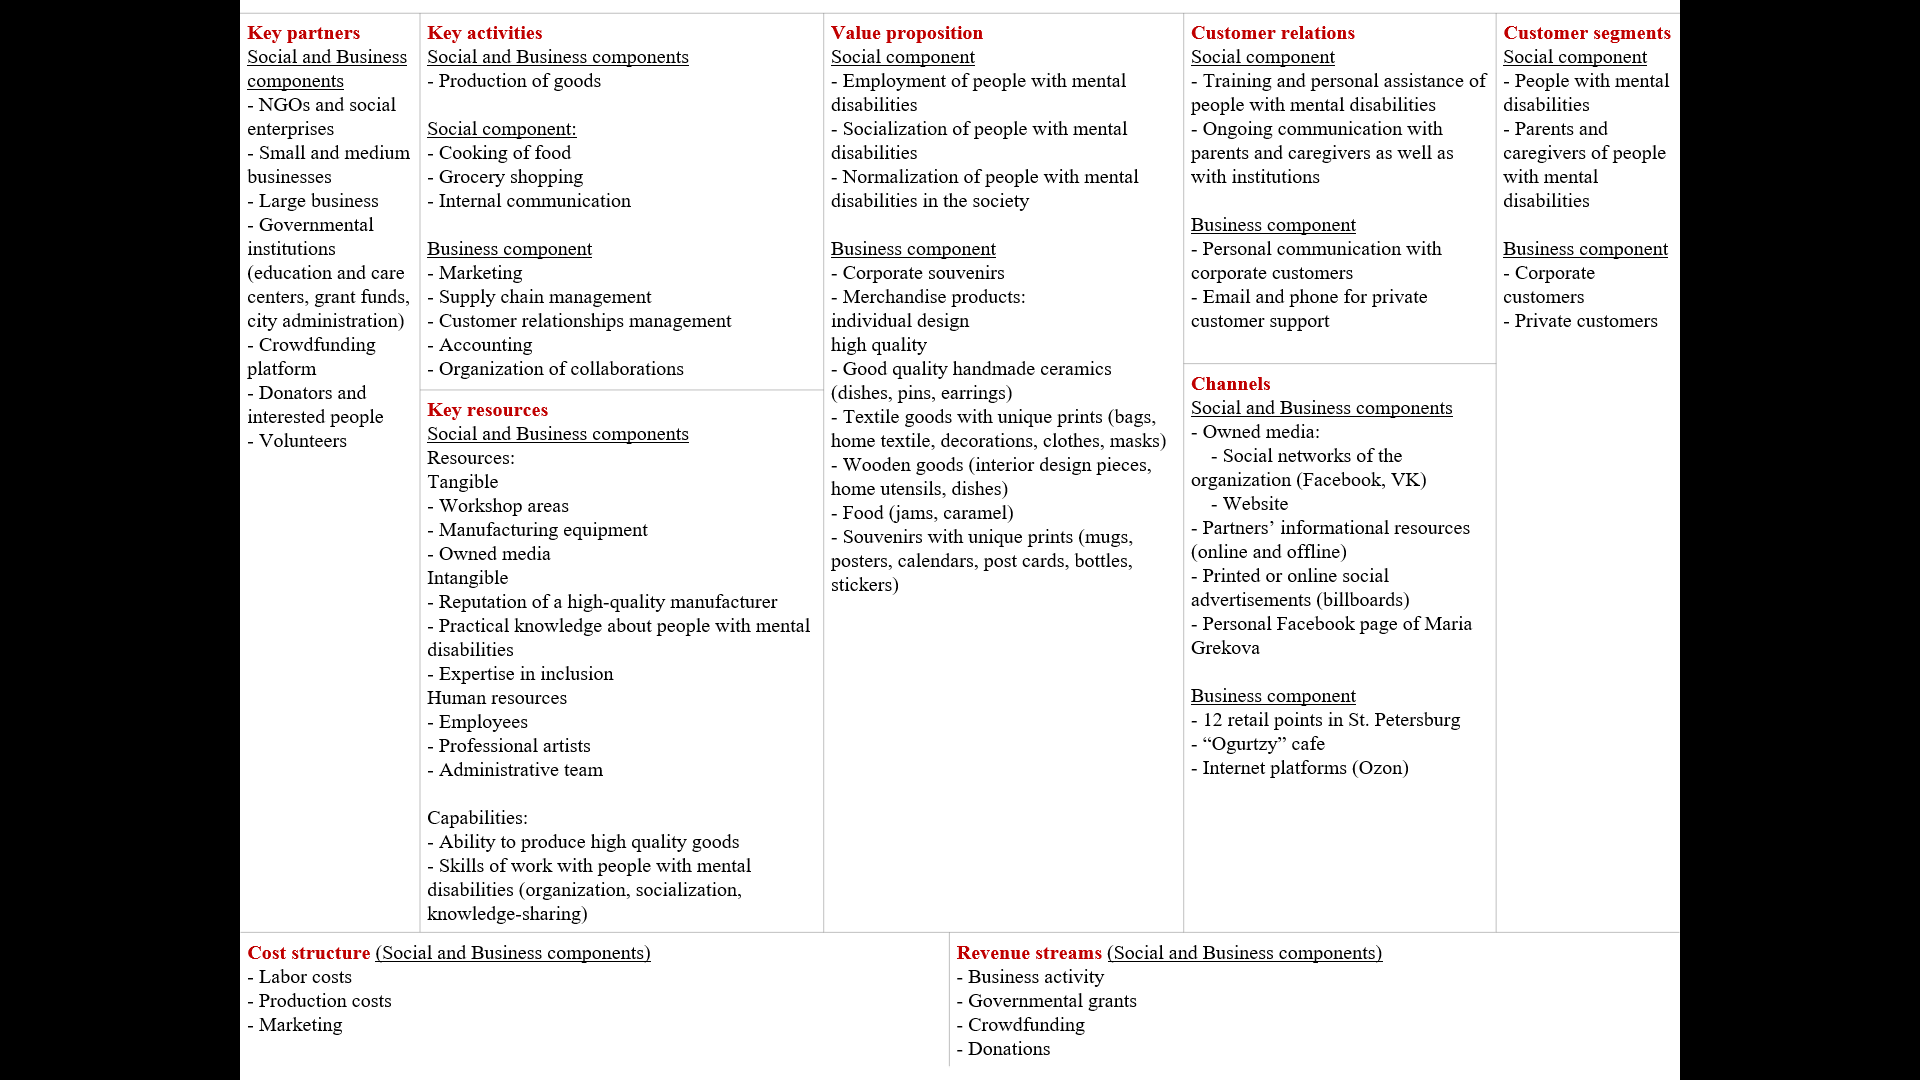 Key partners
Social and Business
components
- NGOs and social
enterprises
- Small and medium
businesses
- Large business
- Governmental
institutions
(education and care
centers, grant funds,
city administration)
- Crowdfunding
platform
- Donators and
interested people
- Volunteers
Key activities
Social and Business components
- Production of goods
Social component:
- Cooking of food
- Grocery shopping
- Internal communication
Business component
- Marketing
- Supply chain management
- Customer relationships management
- Accounting
- Organization of collaborations
Key resources
Social and Business components
Resources:
Tangible
- Workshop areas
- Manufacturing equipment
- Owned media
Intangible
- Reputation of a high-quality manufacturer
- Practical knowledge about people with mental
disabilities
- Expertise in inclusion
Human resources
- Employees
- Professional artists
- Administrative team
Capabilities:
- Ability to produce high quality goods
- Skills of work with people with mental
disabilities (organization, socialization,
knowledge-sharing)
Value proposition
Social component
- Employment of people with mental
disabilities
- Socialization of people with mental
disabilities
- Normalization of people with mental
disabilities in the society
Business component
- Corporate souvenirs
- Merchandise products:
individual design
high quality
- Good quality handmade ceramics
(dishes, pins, earrings)
- Textile goods with unique prints (bags,
home textile, decorations, clothes, masks)
- Wooden goods (interior design pieces,
home utensils, dishes)
- Food (jams, caramel)
- Souvenirs with unique prints (mugs,
posters, calendars, post cards, bottles,
stickers)
Customer relations
Social component
- Training and personal assistance of
people with mental disabilities
- Ongoing communication with
parents and caregivers as well as
with institutions
Business component
- Personal communication with
corporate customers
- Email and phone for private
customer support
Channels
Social and Business components
- Owned media:
- Social networks of the
organization (Facebook, VK)
- Website
- Partners’ informational resources
(online and offline)
- Printed or online social
advertisements (billboards)
- Personal Facebook page of Maria
Grekova
Business component
- 12 retail points in St. Petersburg
- “Ogurtzy” cafe
- Internet platforms (Ozon)
Customer segments
Social component
- People with mental
disabilities
- Parents and
caregivers of people
with mental
disabilities
Business component
- Corporate
customers
- Private customers
Cost structure (Social and Business components)
- Labor costs
- Production costs
- Marketing
Revenue streams (Social and Business components)
- Business activity
- Governmental grants
- Crowdfunding
- Donations